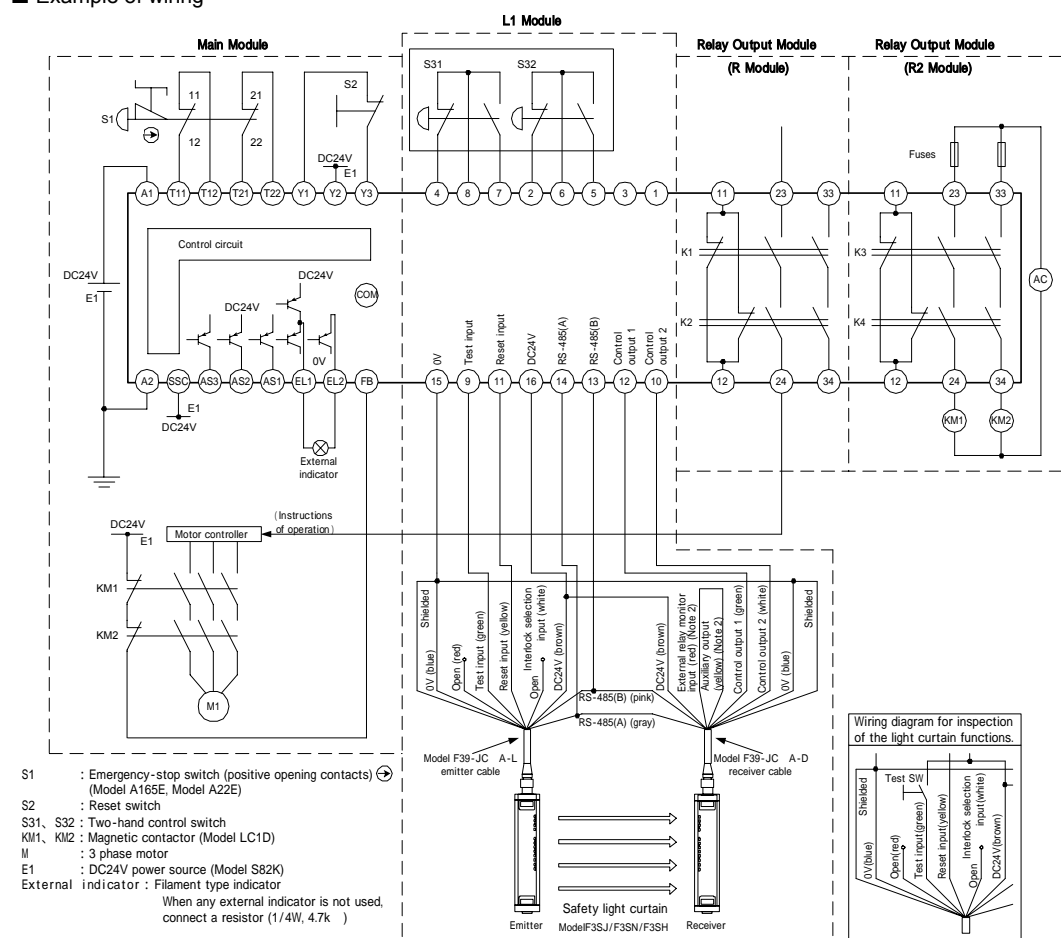 ■ Example of wiring
L1 Module
Main Module
Relay Output Module
(R Module)
Relay Output Module
(R2 Module)
S1
11
12
21
22
S2
DC24V
E1
S31
S32
Fuses
A1
T11
T12
T21
T22
Y1
Y2
Y3
4
8
7
2
6
5
3
1
11
23
33
11
23
33
Control circuit
DC24V
E1
DC24V
DC24V
0V
COM
K1
K2
K3
K4
AC
0V
Test input
Reset input
DC24V
RS-485(A)
RS-485(B)
Control
output 1
Control
output 2
A2
SSC
AS3
AS2
AS1
EL1
EL2
FB
15
9
11
16
14
13
12
10
12
24
34
12
24
34
E1
DC24V
External
indicator
KM1
KM2
DC24V
E1
Motor controller
(Instructions
of operation)
KM1
KM2
M1
Shielded
0V (blue)
Open (red)
Test input (green)
Reset input (yellow)
Open
Interlock selection
input (white)
DC24V (brown)
DC24V (brown)
External relay monitor
input (red) (Note 2)
Auxiliary output
(yellow) (Note 2)
Control output 1 (green)
Control output 2 (white)
0V (blue)
Shielded
RS-485(B) (pink)
RS-485(A) (gray)
Model F39-JC A-L
emitter cable
Model F39-JC A-D
receiver cable
Safety light curtain
ModelF3SJ/F3SN/F3SH
Emitter
Receiver
Wiring diagram for inspection
of the light curtain functions.
Test SW
Shielded
0V(blue)
Open(red)
Test input(green)
Reset input(yellow)
Open
Interlock selection
input(white)
DC24V(brown)
S1 : Emergency-stop switch (positive opening contacts)
(Model A165E, Model A22E)
S2 : Reset switch
S31、S32 : Two-hand control switch
KM1、KM2 : Magnetic contactor (Model LC1D)
M : 3 phase motor
E1 : DC24V power source (Model S82K)
External indicator : Filament type indicator
When any external indicator is not used,
connect a resistor (1/4W, 4.7k )